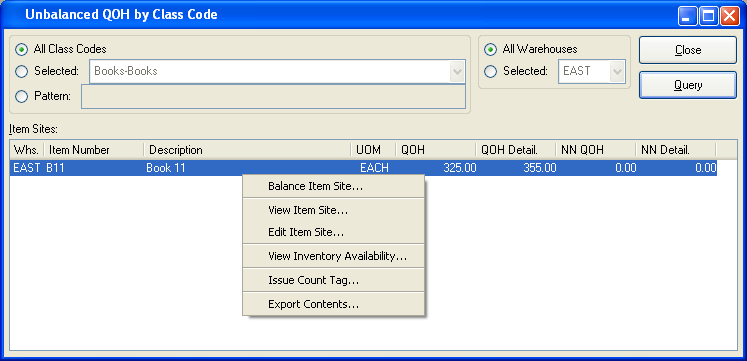 Unbalanced QOH by Class Code
All Class Codes
Selected: Books-Books
Pattern:
All Warehouses
Selected: EAST
Close
Query
Item Sites:
Whs. Item Number Description UOM QOH QOH Detail. NN QOH NN Detail.
EAST B11 Book 11 EACH 325.00 355.00 0.00 0.00
Balance Item Site...
View Item Site...
Edit Item Site...
View Inventory Availability...
Issue Count Tag...
Export Contents...